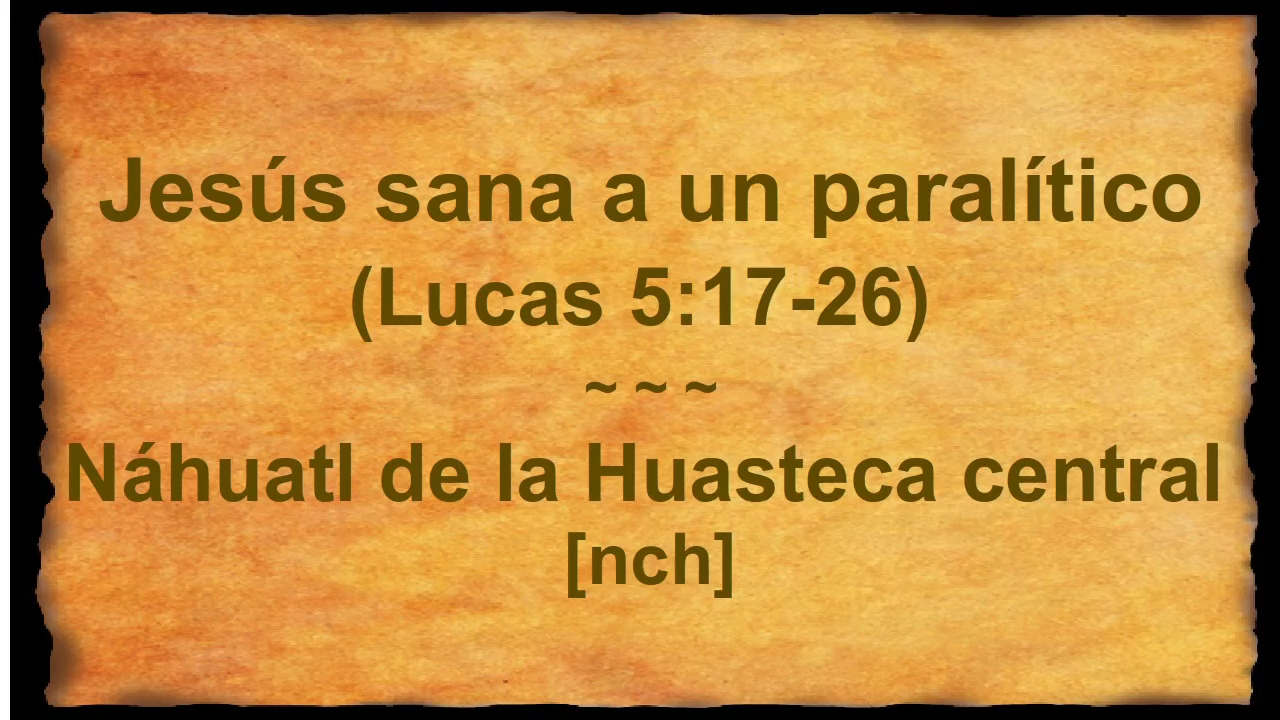 Jesús sana a un paralítico
(Lucas 5:17-26)
~ ~ ~
Náhuatl de la Huasteca central
[nch]